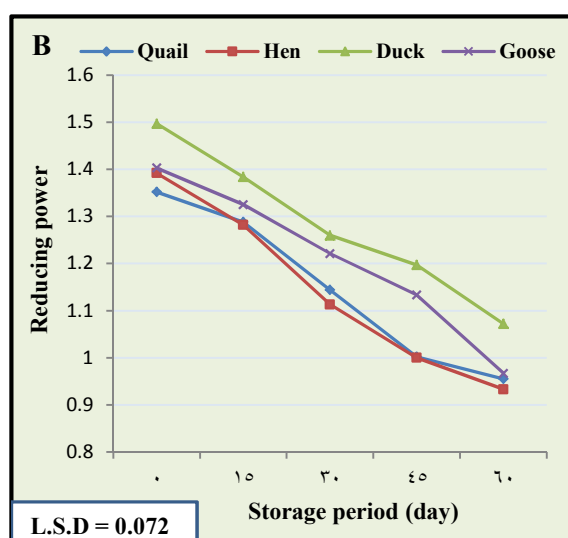 B Quail Hen Duck Goose
1.6
1.5
1.4
1.3
1.2
1.1
1
0.9
0.8
Reducing power
٠ ١٥ ٣٠ ٤٥ ٦٠
Storage period (day)
L.S.D = 0.072